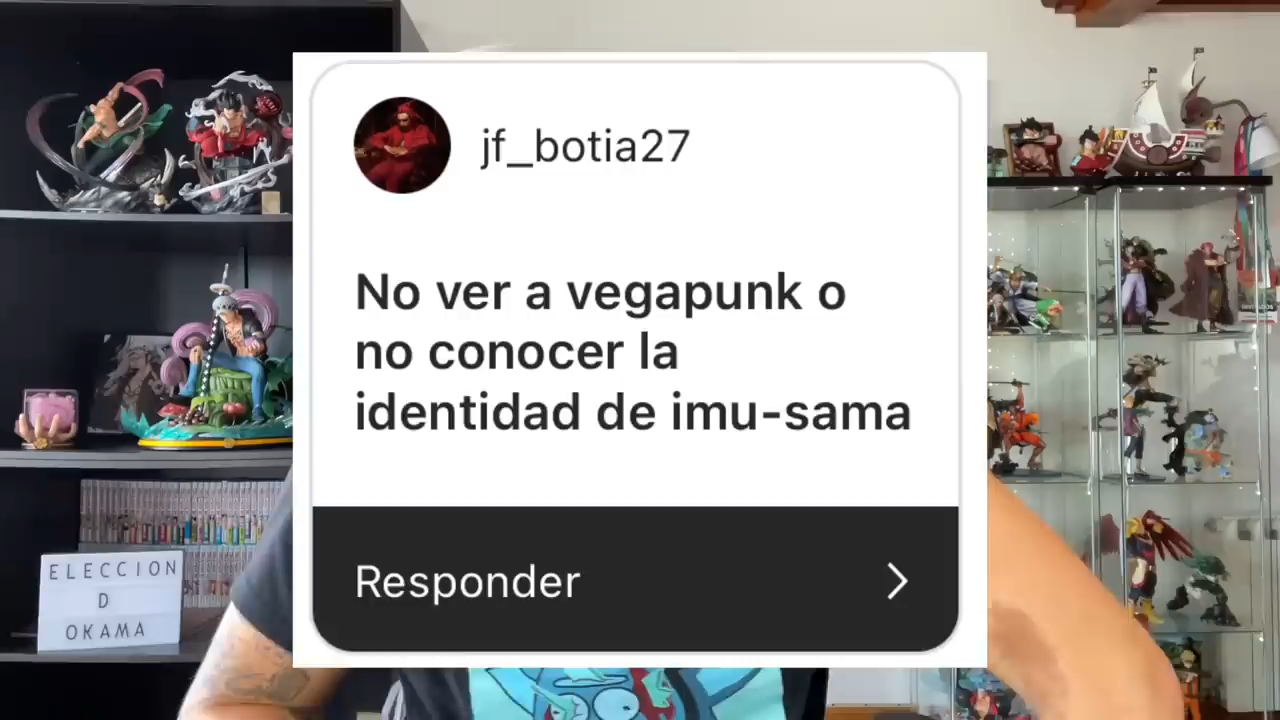 jf_botia27
No ver a vegapunk o
no conocer la
identidad de imu-sama
Responder
ELECCION
D
OKAMA